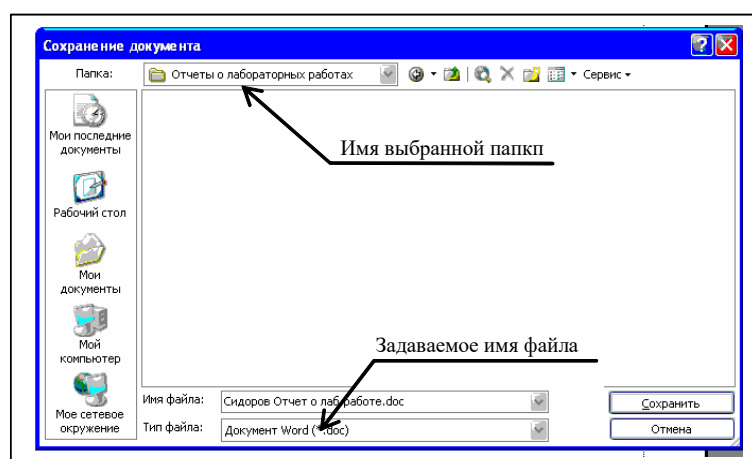 Сохранение документа
Папка: Отчеты о лабораторных работах Сервис
Мои последние
документы
Имя выбранной папкп
Рабочий стол
Мои
документы
Мой
компьютер
Задаваемое имя файла
Имя файла: Сидоров Отчет о лаб работе.doc Сохранить
Мое сетевое
окружение
Тип файла: Документ Word (*.doc) Отмена